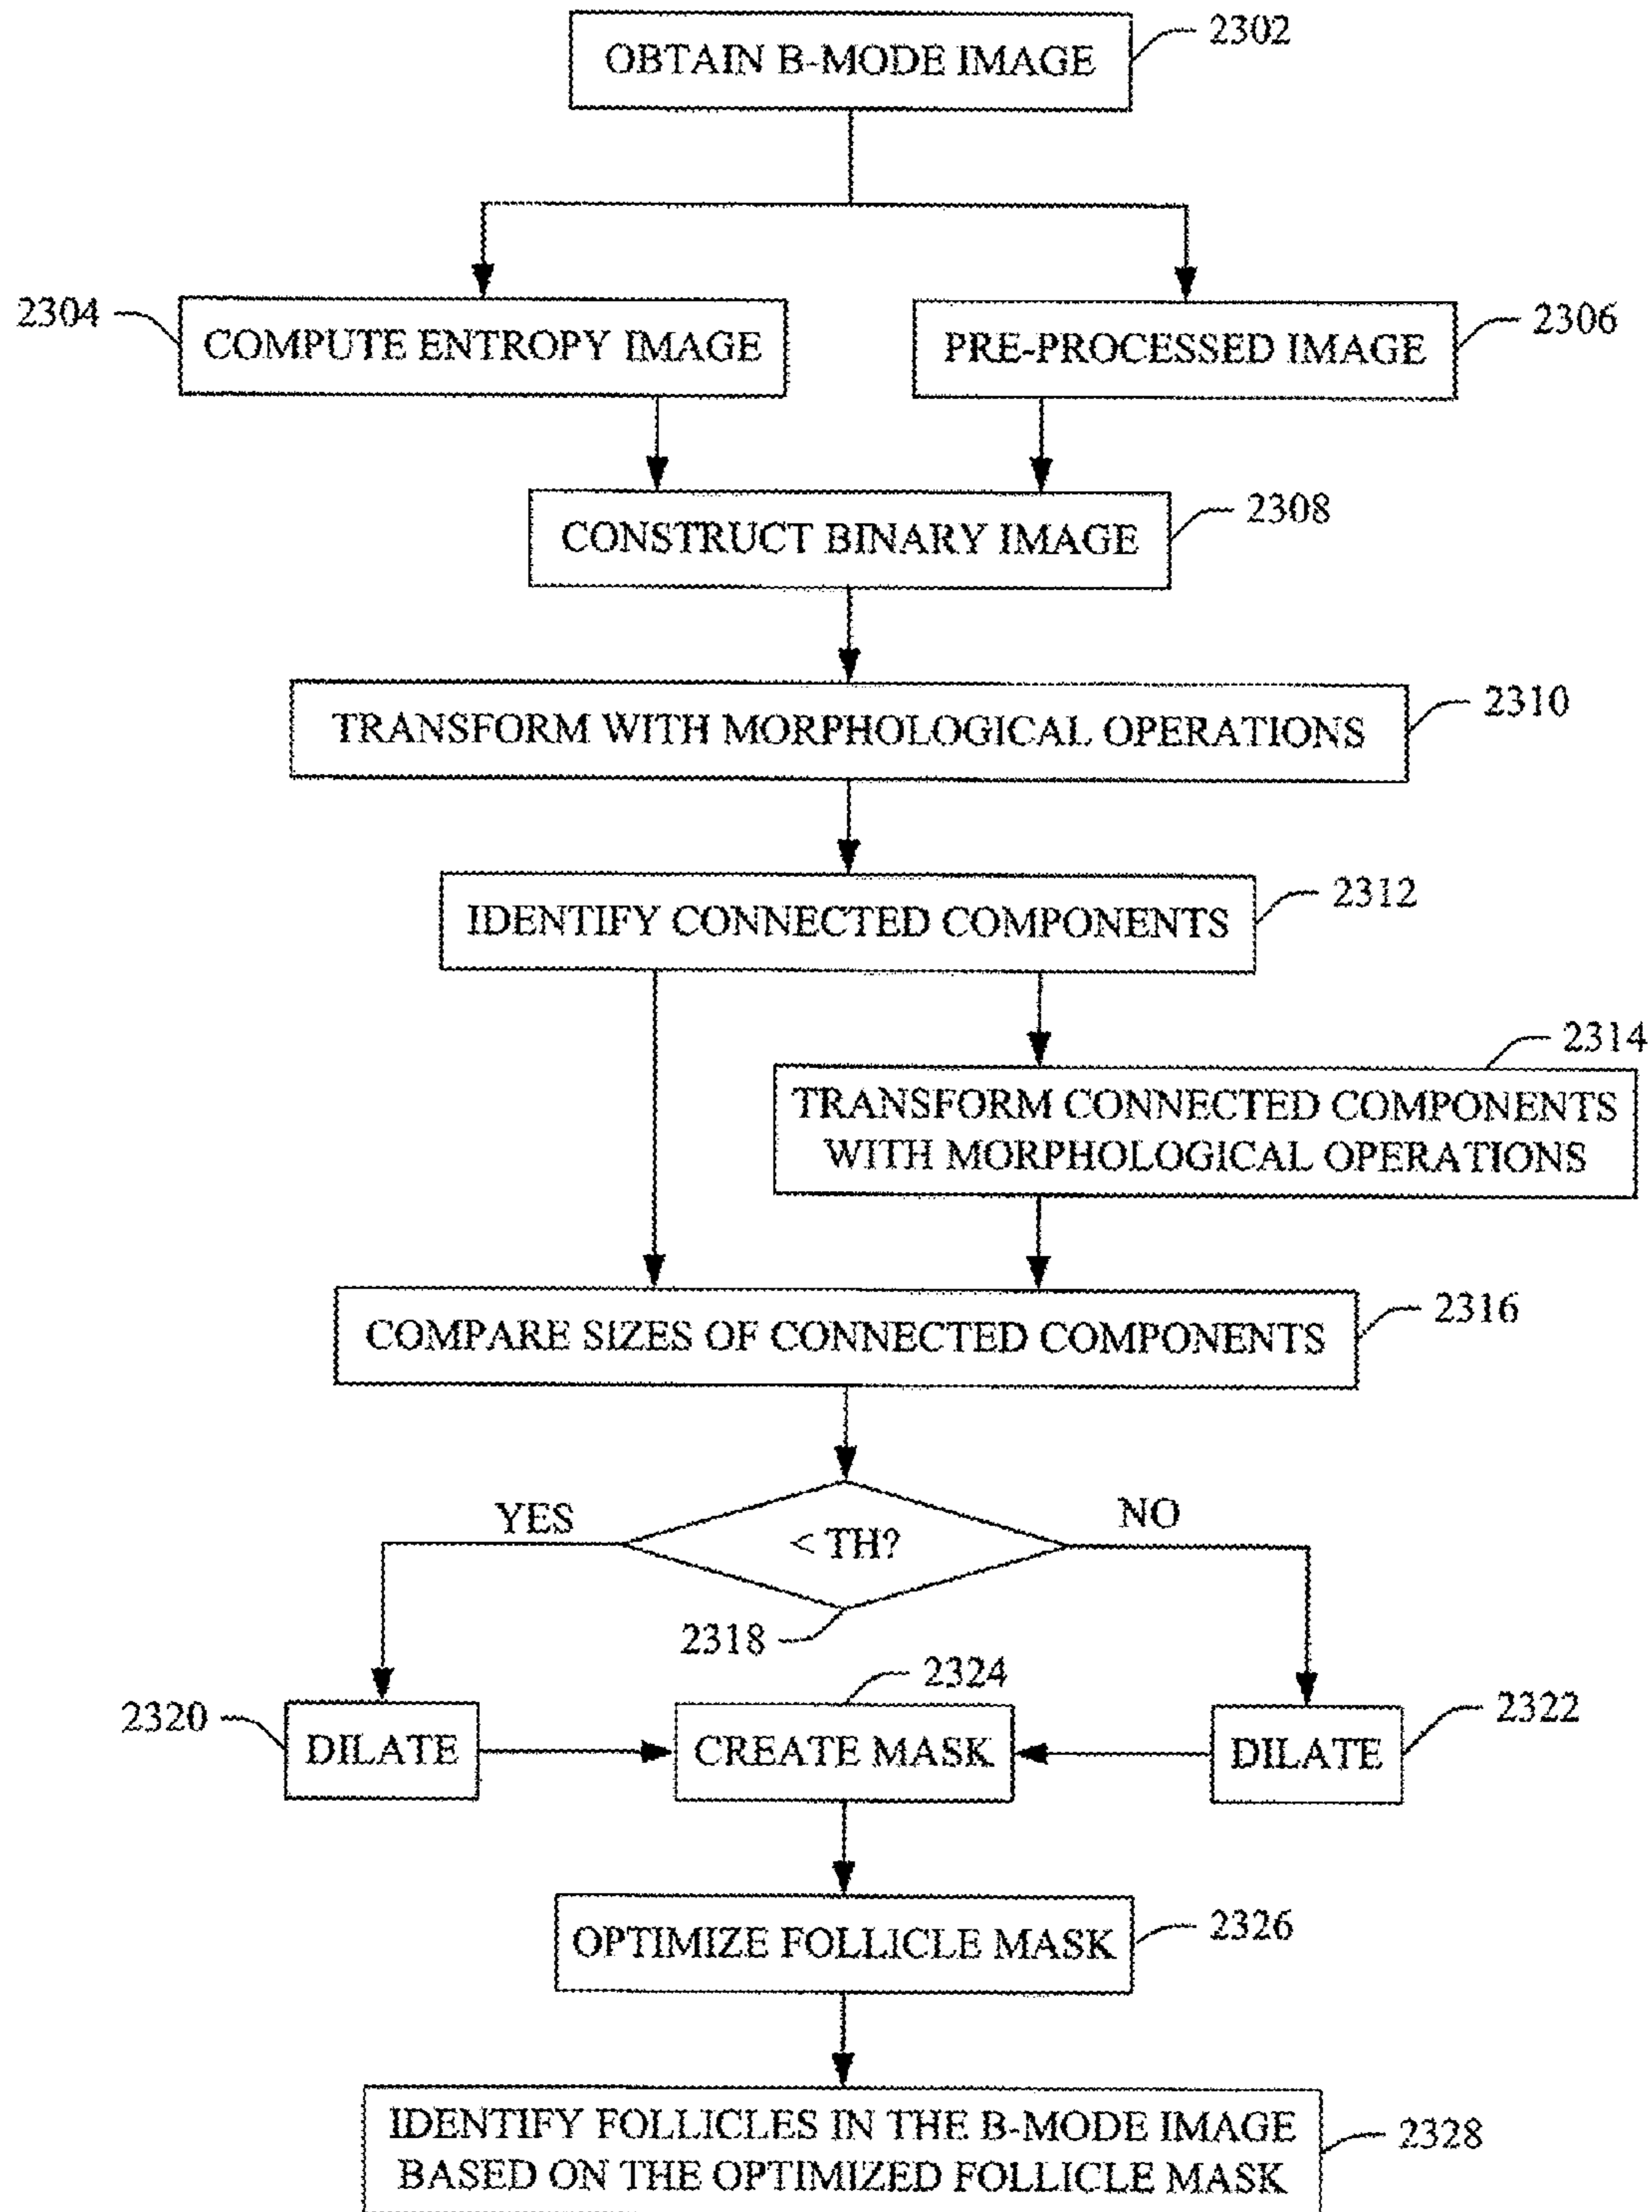 OBTAIN B-MODE IMAGE
2302
2304
COMPUTE ENTROPY IMAGE
PRE-PROCESSED IMAGE
2306
CONSTRUCT BINARY IMAGE
2308
TRANSFORM WITH MORPHOLOGICAL OPERATIONS
2310
IDENTIFY CONNECTED COMPONENTS
2312
2314
TRANSFORM CONNECTED COMPONENTS
WITH MORPHOLOGICAL OPERATIONS
COMPARE SIZES OF CONNECTED COMPONENTS
2316
YES
< TH?
NO
2318
2320
DILATE
2324
CREATE MASK
DILATE
2322
OPTIMIZE FOLLICLE MASK
2326
IDENTIFY FOLLICLES IN THE B-MODE IMAGE
BASED ON THE OPTIMIZED FOLLICLE MASK
2328